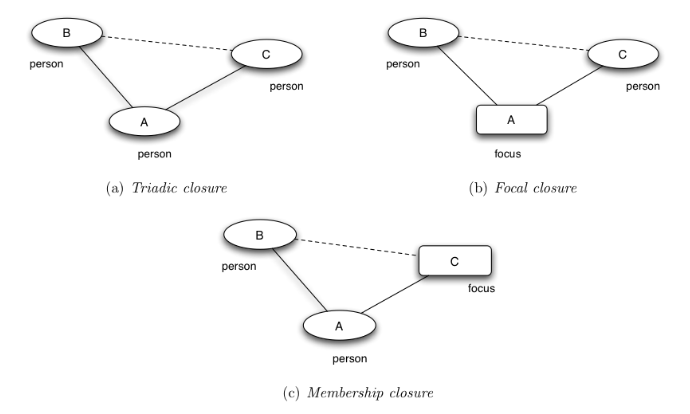 B
C
person
person
A
person
(a) Triadic closure
B
C
person
person
A
focus
(b) Focal closure
B
C
person
focus
A
person
(c) Membership closure